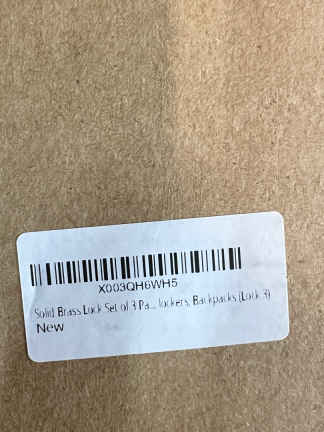 X003QH6WH5
Solid Brass Lock Set of 3 Pa... lockers, Backpacks (Lock 3)
New